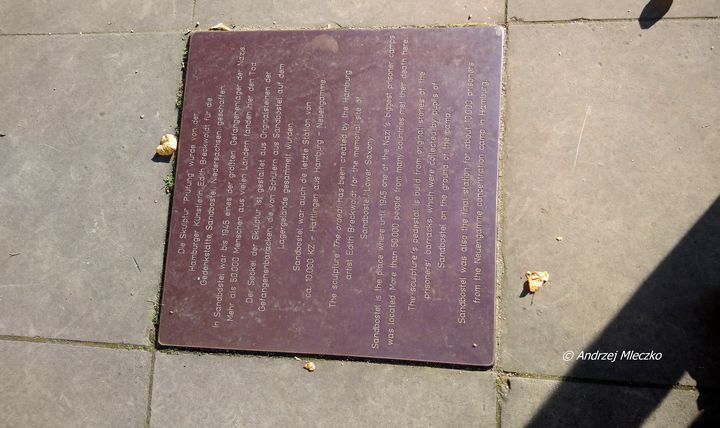 Die Skulptur "Prüfung" wurde von der
Hamburger Künstlerin Edith Breckwoldt für die
Gedenkstätte Sandbostel, Niedersachsen, geschaffen.
In Sandbostel war bis 1945 eines der größten Gefangenenlager der Nazis.
Mehr als 50.000 Menschen aus vielen Ländern fanden hier den Tod.
Der Sockel der Skulptur ist gestaltet aus Originalsteinen der
Gefangenenbaracken, die von Schülern aus Sandbostel auf dem
Lagergelände gesammelt wurden.
Sandbostel war auch die letzte Station von
ca. 10.000 KZ - Häftlingen aus Hamburg - Neuengamme.
The sculpture 'The ordeal' has been created by the Hamburg
artist Edith Breckwoldt for the memorial site of
Sandbostel, Lower Saxony.
Sandbostel is the place where until 1945 one of the Nazi's biggest prisoner camps
was located. More than 50,000 people from many countries met their death here.
The sculpture's pedestal is build from original stones of the
prisoners' barracks which were collected by pupils of
Sandbostel on the ground of the camp.
Sandbostel was also the final station for about 10,000 prisoners
from the Neuengamme concentration camp in Hamburg.
© Andrzej Mleczko